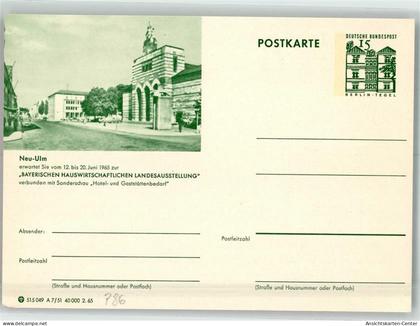 POSTKARTE
DEUTSCHE BUNDESPOST
15
BERLIN-TEGEL
Neu-Ulm
erwartet Sie vom 12. bis 20. Juni 1965 zur
„BAYERISCHEN HAUSWIRTSCHAFTLICHEN LANDESAUSSTELLUNG"
verbunden mit Sonderschau „Hotel- und Gaststättenbedarf"
Absender:
Postleitzahl
Postleitzahl
(Straße und Hausnummer oder Postfach)
(Straße und Hausnummer oder Postfach)
515 049 A 7/51 40 000 2. 65
786
Ansichtskarten-Center